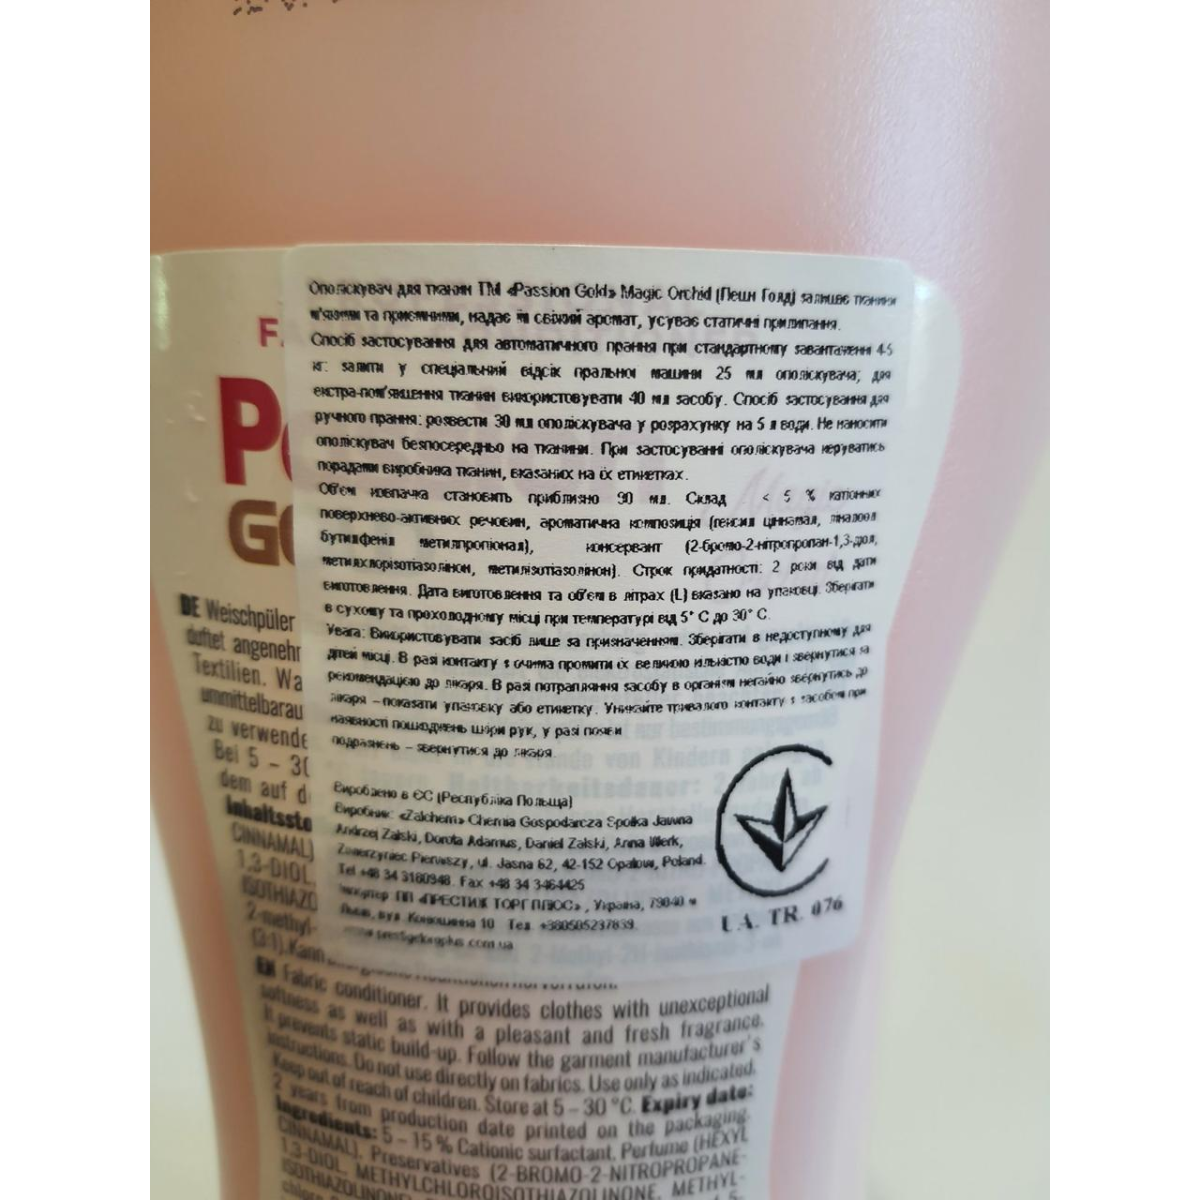 Ополіскувач для тканин ТМ «Passion Gold» Magic Orchid (Пешн Голд) залишає тканини
м'якими та приємними, надає їм свіжий аромат, усуває статичні прилипання.
Спосіб застосування для автоматичного прання при стандартному завантаженні 4-5
кг: залити у спеціальний відсік пральної машини 25 мл ополіскувача; для
екстра-пом'якшення тканин використовувати 40 мл засобу. Спосіб застосування для
ручного прання: розвести 30 мл ополіскувача у розрахунку на 5 л води. Не наносити
ополіскувач безпосередньо на тканини. При застосуванні ополіскувача керуватись
порадами виробника тканин, вказаних на їх етикетках.
Об'єм ковпачка становить приблизно 90 мл. Склад < 5 % катіонних
поверхнево-активних речовин, ароматична композиція (гексил циннамал, ліналоол
бутилфеніл метилпропіонал), консервант (2-бромо-2-нітропропан-1,3-діол,
метилхлорізотіазолінон, метилізотіазолінон). Строк придатності: 2 роки від дати
виготовлення. Дата виготовлення та об'єм в літрах (L) вказано на упаковці. Зберігати
в сухому та прохолодному місці при температурі від 5° С до 30° С.
Увага: Використовувати засіб лише за призначенням. Зберігати в недоступному для
дітей місці. В разі контакту з очима промити їх великою кількістю води і звернутися за
рекомендацією до лікаря. В разі потрапляння засобу в організм негайно звернутись до
лікаря – показати упаковку або етикетку. Уникайте тривалого контакту з засобом при
наявності пошкоджень шкіри рук, у разі появи
подразнень – звернутися до лікаря.
Вироблено в ЄС (Республіка Польща)
Виробник: «Zalchem» Chemia Gospodarcza Spolka Jawna
Andrzej Zalski, Dorota Adamus, Daniel Zalski, Anna Werk,
Zwierzyniec Pierwszy, ul. Jasna 62, 42-152 Opatow, Poland.
Tel +48 34 3180948. Fax +48 34 3464425
Імпортер ПП «ПРЕСТИЖ ТОРГ ПЛЮС», Україна, 79040 м
Львів, вул. Конюшинна 10 Тел. +380505237839.
prestigetorgplus.com.ua
UA. TR. 076
FA
Pa
GO
DE Weischpüler
duftet angenehm
Textilien. Wa
unmittelbarau
zu verwende
Bei 5 – 30
dem auf d
Inhaltssto
CINNAMAL)
1,3-DIOL,
ISOTHIAZO
2-methyl-
(3:1). Kann
EN Fabric conditioner. It provides clothes with unexceptional
softness as well as with a pleasant and fresh fragrance.
It prevents static build-up. Follow the garment manufacturer's
instructions. Do not use directly on fabrics. Use only as indicated.
Keep out of reach of children. Store at 5 – 30 °C. Expiry date:
2 years from production date printed on the packaging.
Ingredients: 5 – 15 % Cationic surfactant. Perfume (HEXYL
CINNAMAL). Preservatives (2-BROMO-2-NITROPROPANE-
1,3-DIOL, METHYLCHLOROISOTHIAZOLINONE, METHYL-